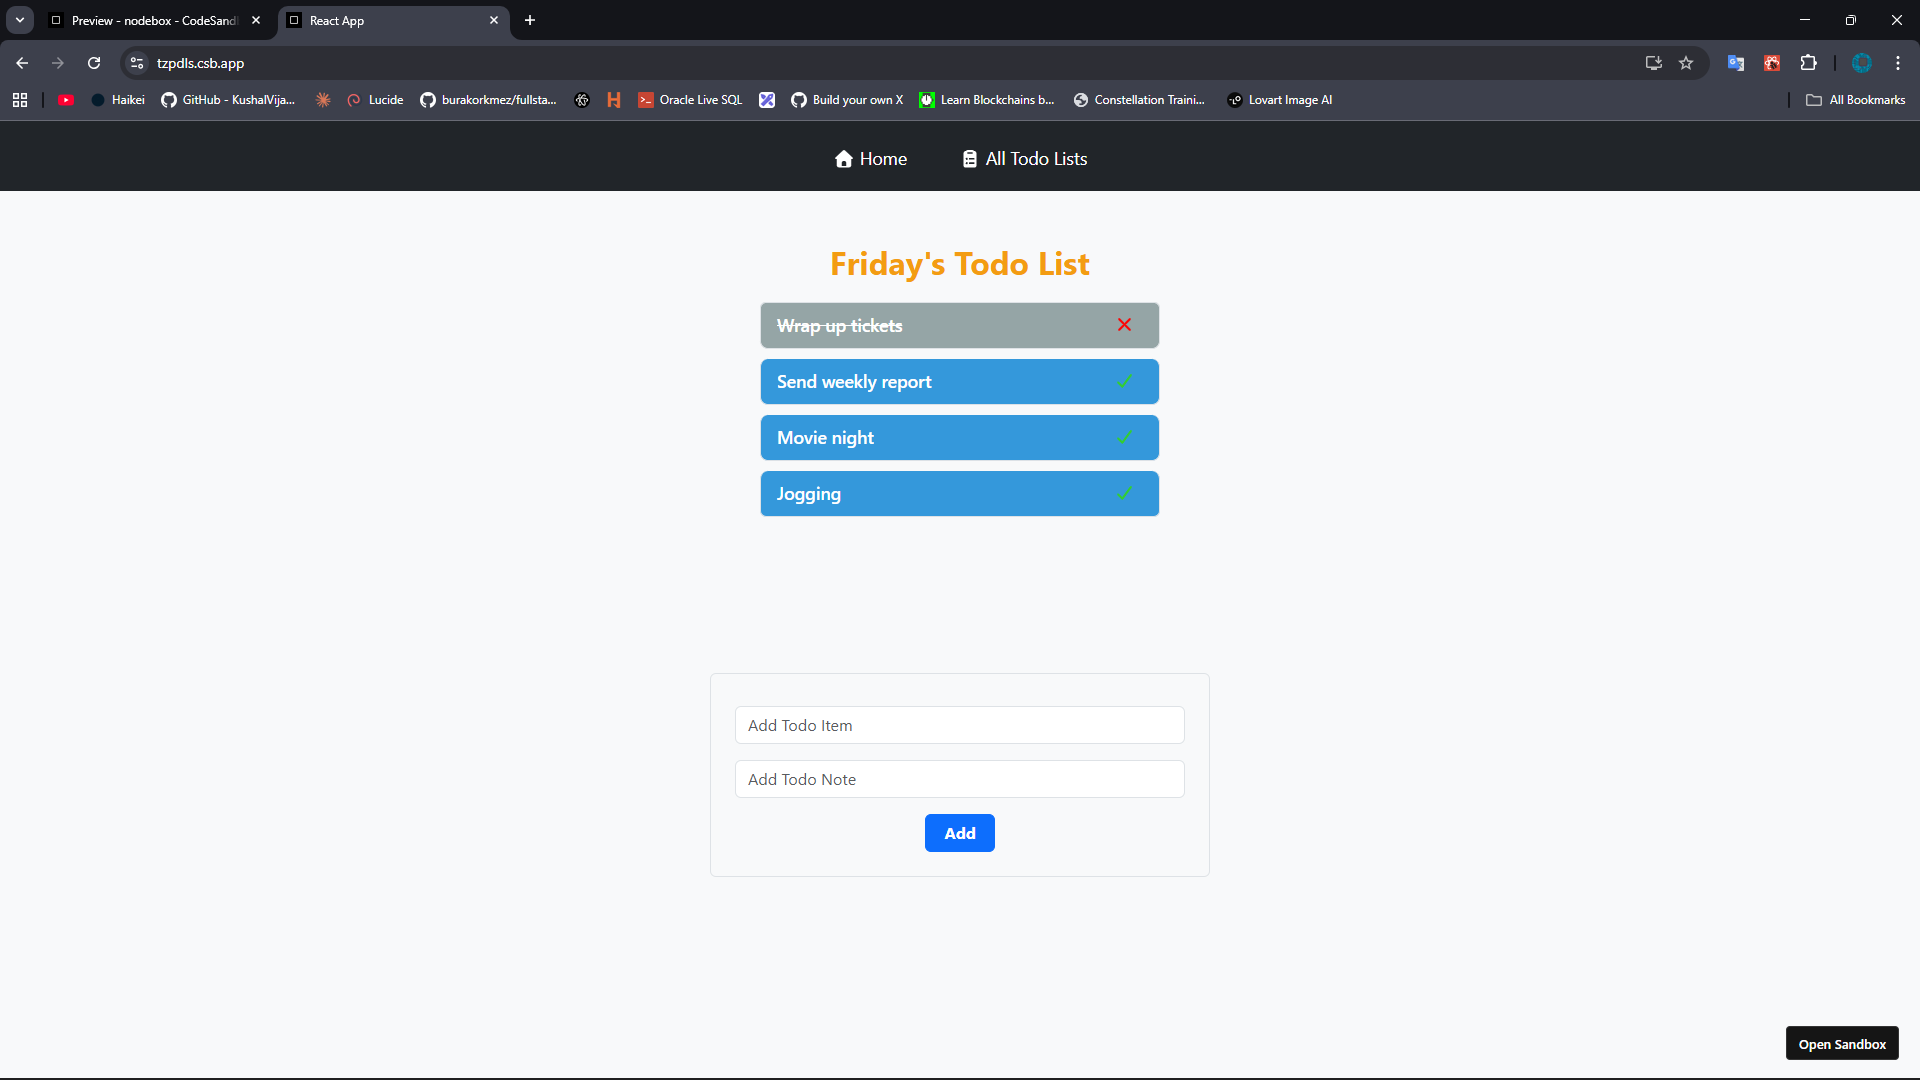 Preview - nodebox - CodeSand
React App
tzpdls.csb.app
Haikei
GitHub - KushalVija...
Lucide
burakorkmez/fullsta...
Oracle Live SQL
Build your own X
Learn Blockchains b...
Constellation Traini...
Lovart Image AI
All Bookmarks
Home
All Todo Lists
Friday's Todo List
Wrap up tickets
Send weekly report
Movie night
Jogging
Add Todo Item
Add Todo Note
Add
Open Sandbox